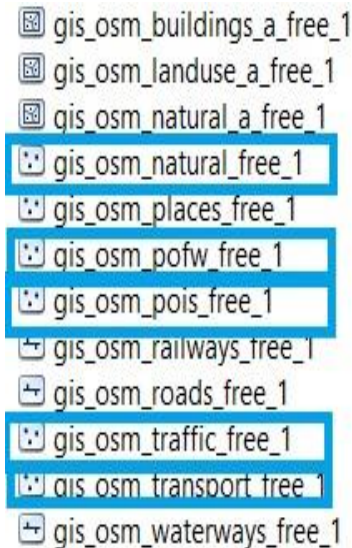 gis_osm_buildings_a_free_1
gis_osm_landuse_a_free_1
gis_osm_natural_a_free_1
gis_osm_natural_free_1
gis_osm_places_free_1
gis_osm_pofw_free_1
gis_osm_pois_free_1
gis_osm_railways_free_1
gis_osm_roads_free_1
gis_osm_traffic_free_1
gis_osm_transport_free_1
gis_osm_waterways_free_1